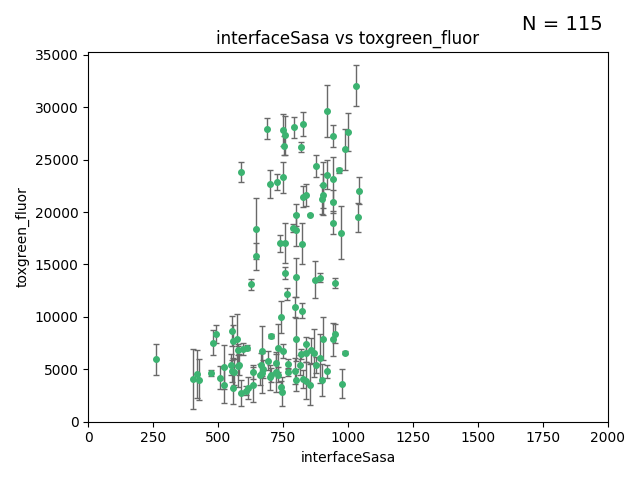 N = 115
interfaceSasa vs toxgreen_fluor
35000
30000
25000
20000
15000
10000
5000
0
toxgreen_fluor
0 250 500 750 1000 1250 1500 1750 2000
interfaceSasa